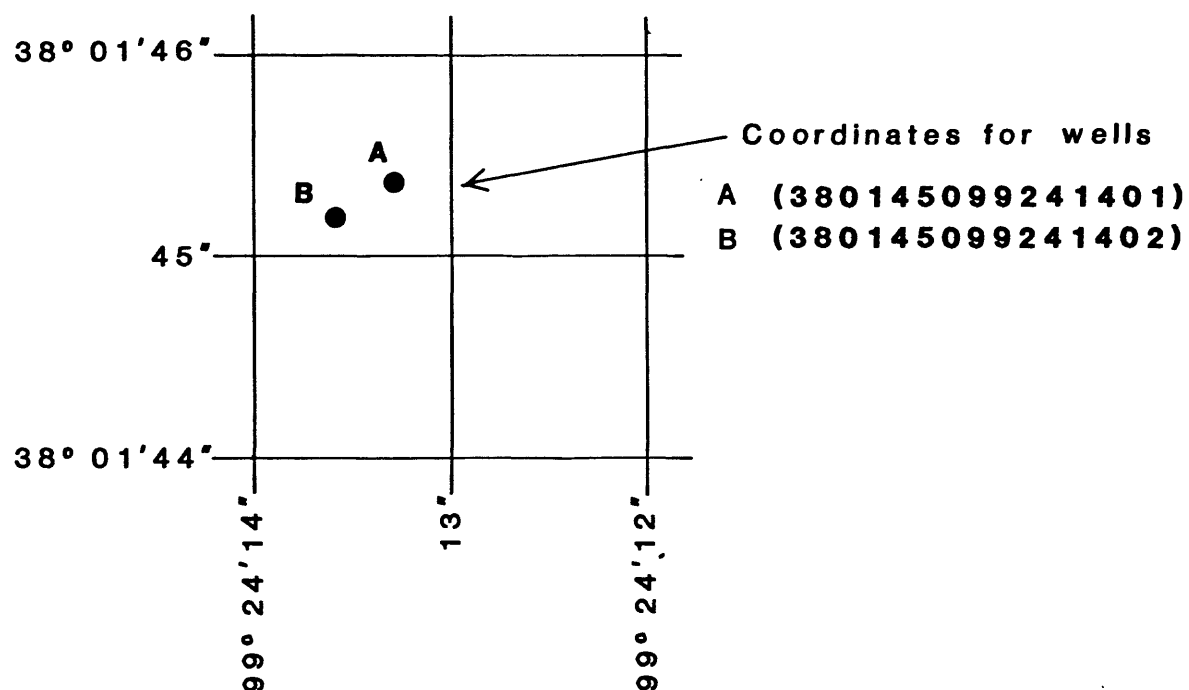 38° 01'46"
A
B
Coordinates for wells
A (380145099241401)
B (380145099241402)
45"
38° 01'44"
99° 24'14"
13"
99° 24'12"